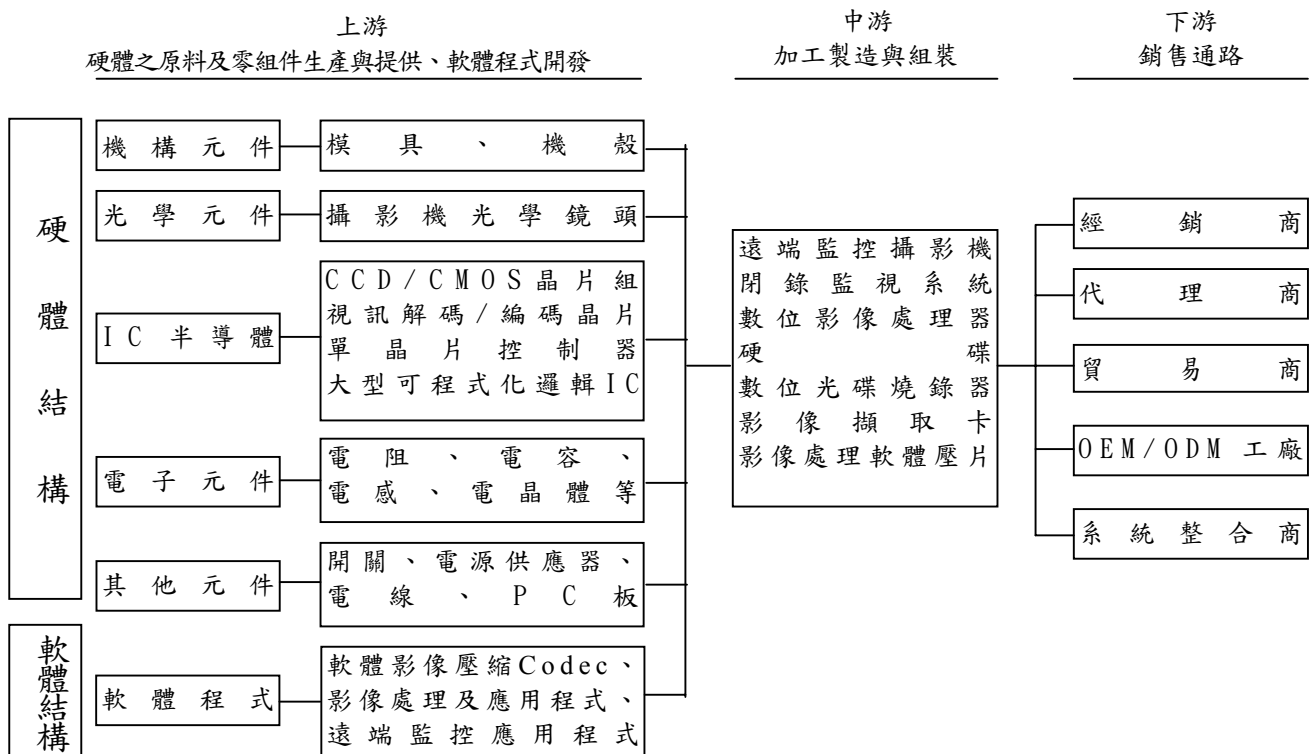 上游
硬體之原料及零組件生產與提供、軟體程式開發
中游
加工製造與組裝
下游
銷售通路
硬體結構
機構元件
模具、機殼
光學元件
攝影機光學鏡頭
IC半導體
CCD/CMOS晶片組
視訊解碼/編碼晶片
單晶片控制器
大型可程式化邏輯IC
電子元件
電阻、電容、
電感、電晶體等
其他元件
開關、電源供應器、
電線、PC板
軟體結構
軟體程式
軟體影像壓縮Codec、
影像處理及應用程式、
遠端監控應用程式
遠端監控攝影機
閉錄監視系統
數位影像處理器
硬碟
數位光碟燒錄器
影像擷取卡
影像處理軟體壓片
經銷商
代理商
貿易商
OEM/ODM工廠
系統整合商